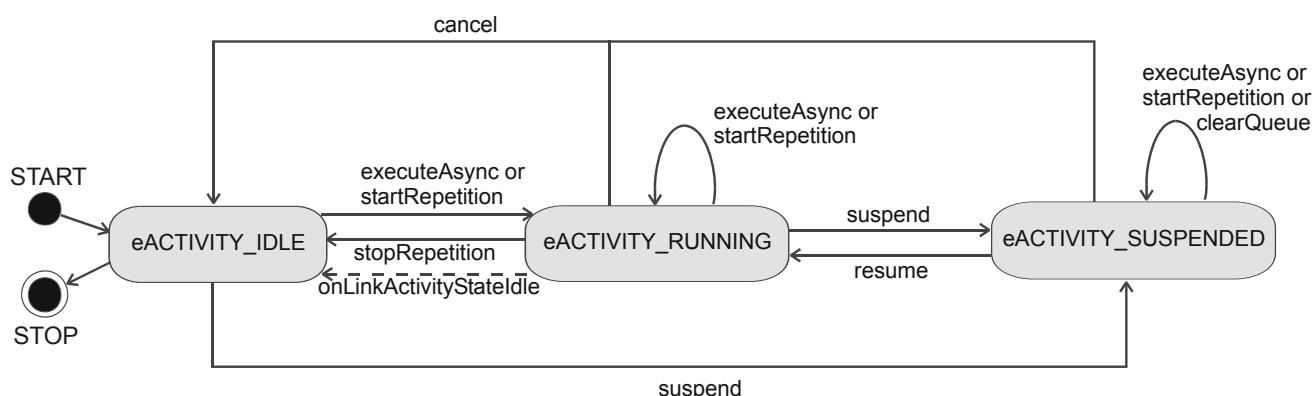 cancel
executeAsync or
startRepetition or
clearQueue
executeAsync or
startRepetition
START
executeAsync or
startRepetition
suspend
eACTIVITY_IDLE
eACTIVITY_RUNNING
eACTIVITY_SUSPENDED
stopRepetition
resume
onLinkActivityStateIdle
STOP
suspend